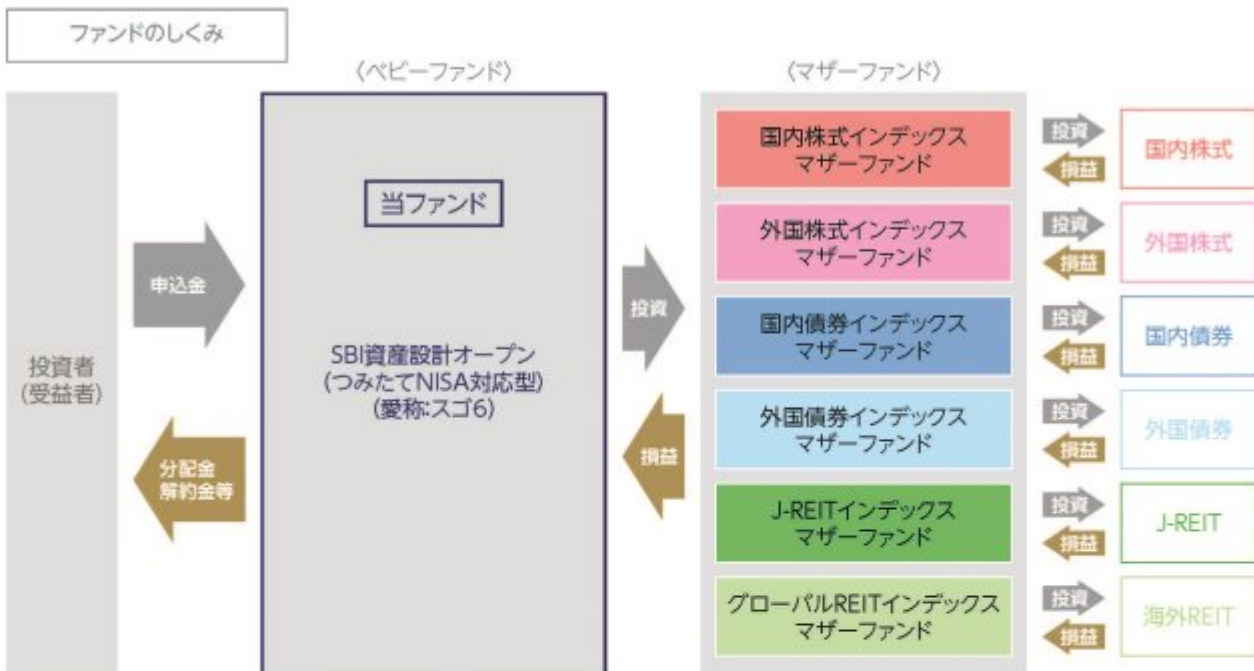 ファンドのしくみ
〈ベビーファンド〉
〈マザーファンド〉
投資者
(受益者)
申込金
分配金
解約金等
当ファンド
SBI資産設計オープン
(つみたてNISA対応型)
(愛称:スゴ6)
投資
損益
国内株式インデックス
マザーファンド
投資
損益
国内株式
外国株式インデックス
マザーファンド
投資
損益
外国株式
国内債券インデックス
マザーファンド
投資
損益
国内債券
外国債券インデックス
マザーファンド
投資
損益
外国債券
J-REITインデックス
マザーファンド
投資
損益
J-REIT
グローバルREITインデックス
マザーファンド
投資
損益
海外REIT